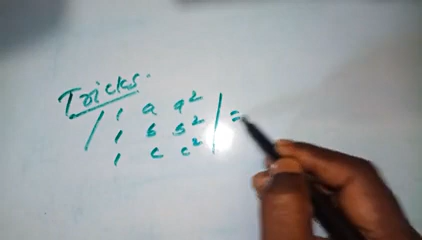 Tricks.
| 1 a a² |
| 1 b b² | =
| 1 c c² |